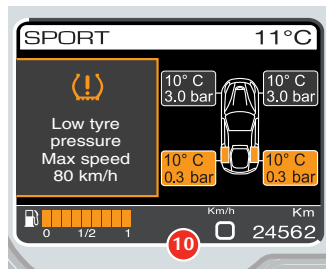 SPORT 11°C
(!)
Low tyre
pressure
Max speed
80 km/h
10° C
3.0 bar
10° C
3.0 bar
10° C
0.3 bar
10° C
0.3 bar
0 1/2 1
10
Km/h
0
Km
24562